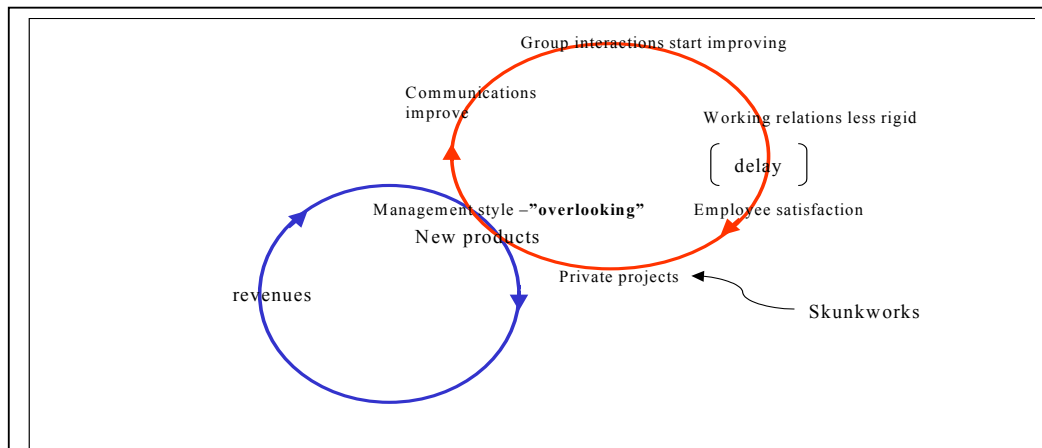 Group interactions start improving
Communications
improve
Working relations less rigid
delay
Management style –”overlooking”
Employee satisfaction
New products
Private projects
revenues
Skunkworks